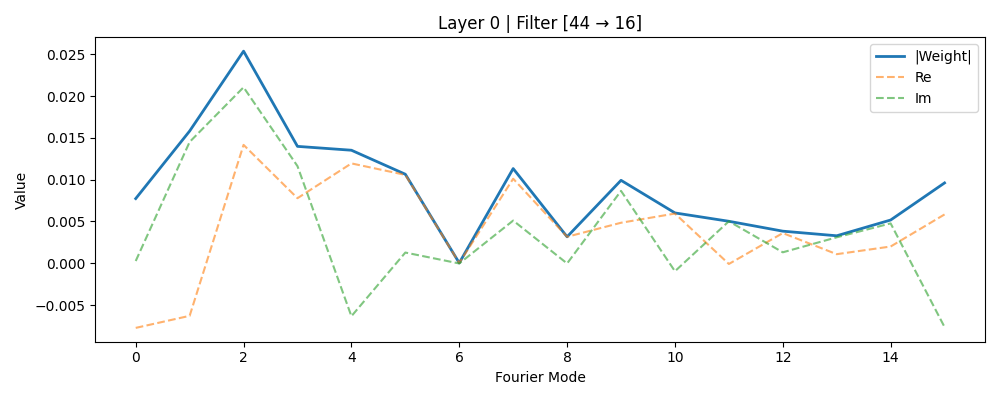 Layer 0 | Filter [44 → 16]
0.025
0.020
0.015
0.010
0.005
0.000
−0.005
Value
|Weight|
Re
Im
0 2 4 6 8 10 12 14
Fourier Mode